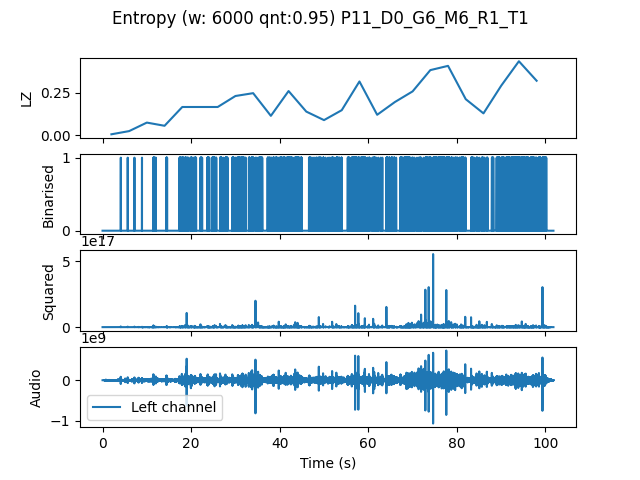 Entropy (w: 6000 qnt:0.95) P11_D0_G6_M6_R1_T1
LZ
0.25
0.00
Binarised
1
0
1e17
Squared
5
0
1e9
Audio
0
−1
Left channel
0 20 40 60 80 100
Time (s)